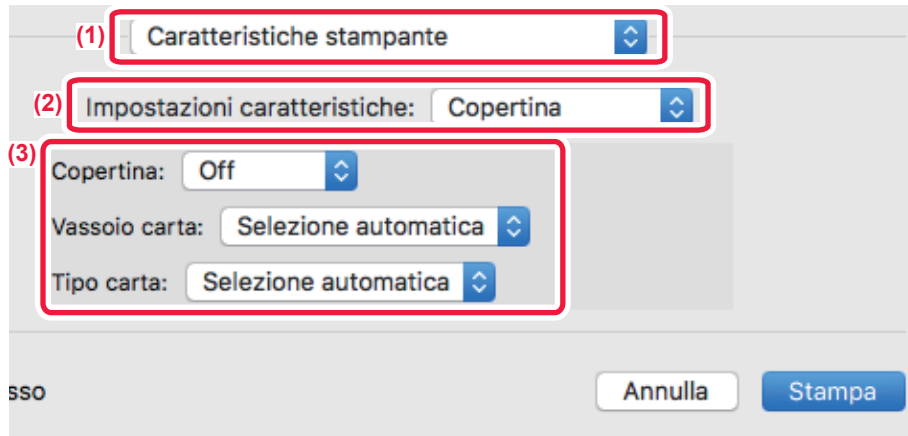 (1) Caratteristiche stampante
(2) Impostazioni caratteristiche: Copertina
(3)
Copertina: Off
Vassoio carta: Selezione automatica
Tipo carta: Selezione automatica
sso Annulla Stampa